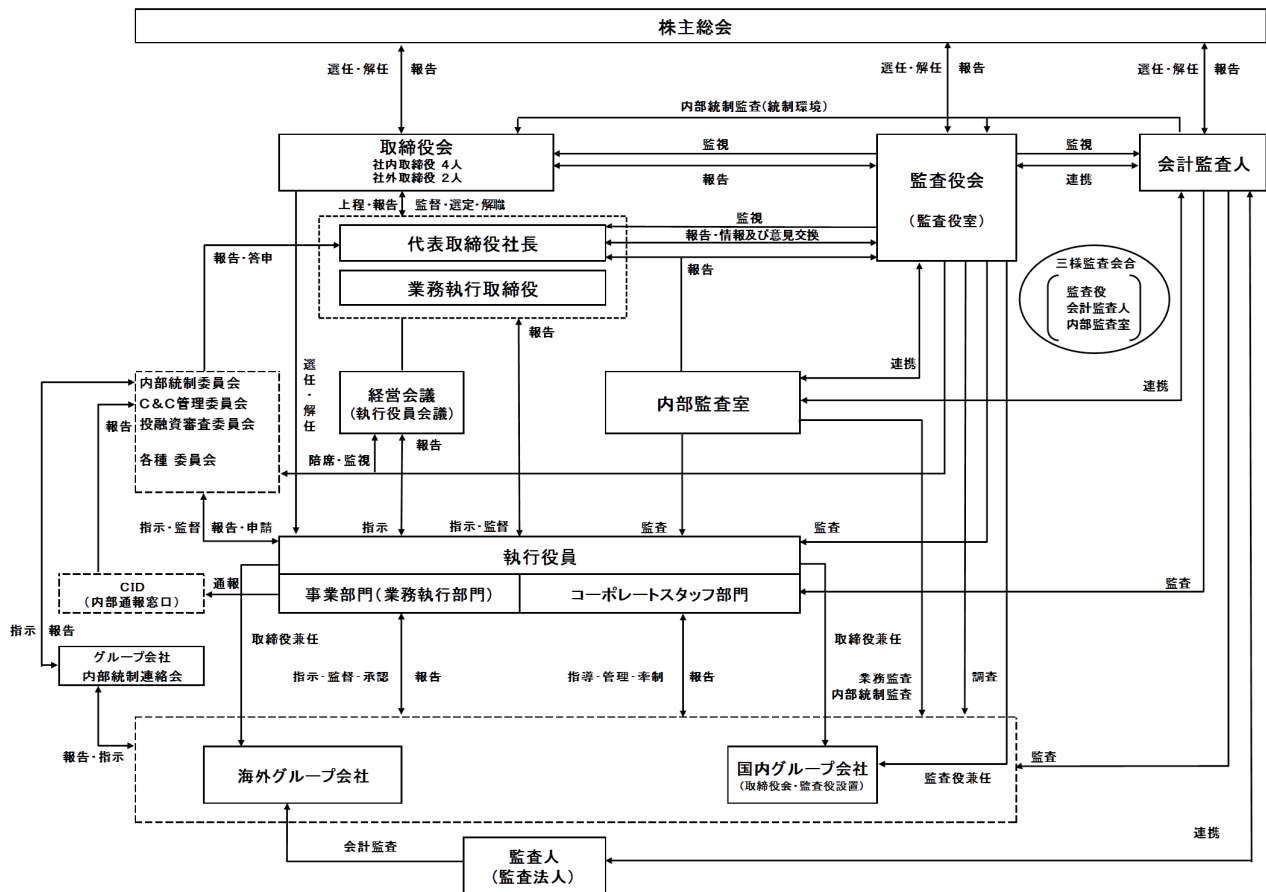 株主総会
選任・解任
報告
選任・解任
報告
選任・解任
報告
内部統制監査(統制環境)
取締役会
社内取締役 4人
社外取締役 2人
監視
報告
監査役会
(監査役室)
監視
連携
会計監査人
上程・報告
監督・選定・解職
代表取締役社長
業務執行取締役
監視
報告・情報及び意見交換
報告
報告・答申
三様監査会合
監査役
会計監査人
内部監査室
報告
選任・解任
連携
連携
内部統制委員会
C&C管理委員会
投融資審査委員会
各種 委員会
報告
経営会議
(執行役員会議)
内部監査室
報告
陪席・監視
指示・監督
報告・申請
指示
指示・監督
監査
監査
執行役員
事業部門(業務執行部門)
コーポレートスタッフ部門
CID
(内部通報窓口)
通報
監査
指示
報告
取締役兼任
取締役兼任
グループ会社
内部統制連絡会
指示・監督・承認
報告
指導・管理・牽制
報告
業務監査
内部統制監査
調査
報告・指示
海外グループ会社
国内グループ会社
(取締役会・監査役設置)
監査役兼任
監査
会計監査
監査人
(監査法人)
連携